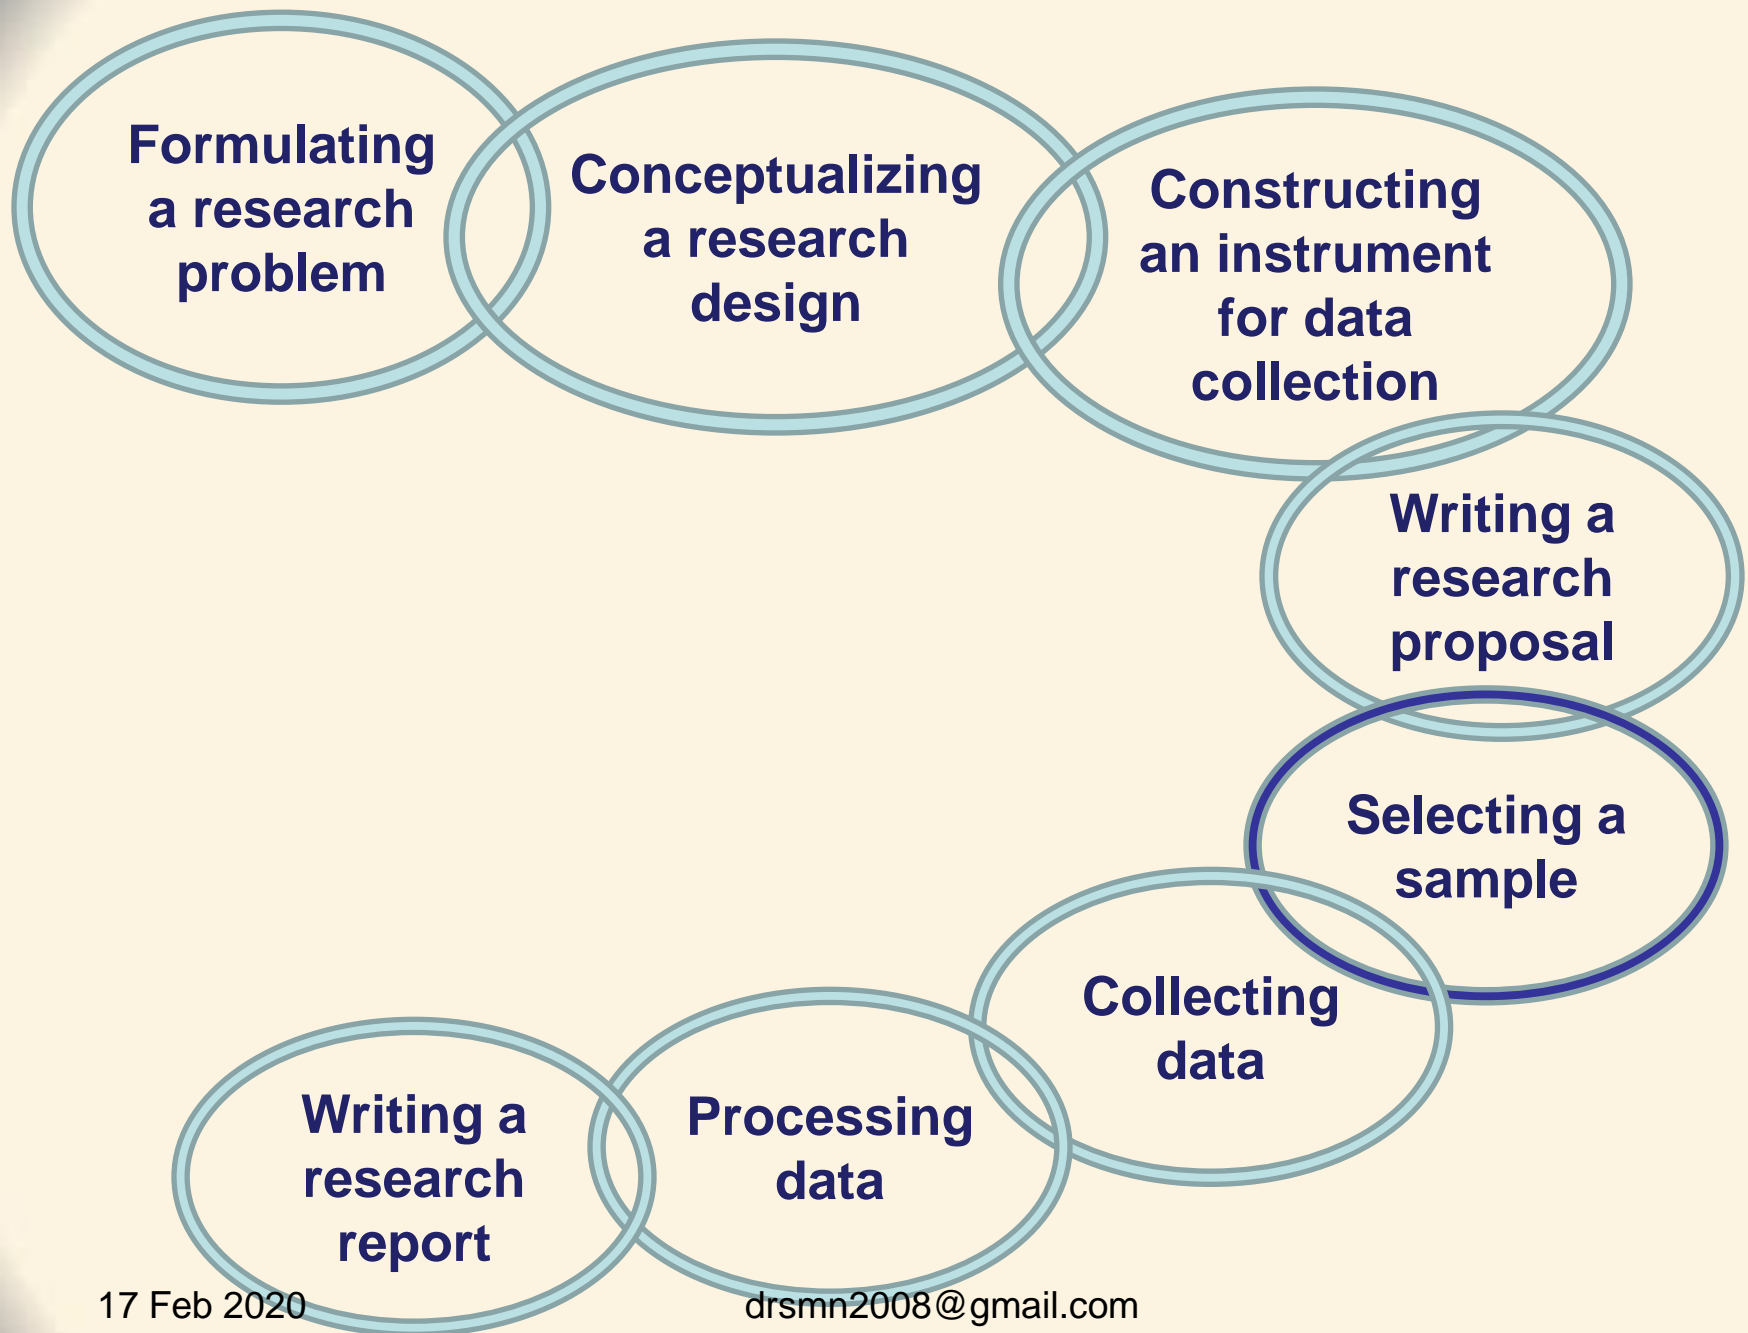 Formulating
a research
problem
Conceptualizing
a research
design
Constructing
an instrument
for data
collection
Writing a
research
proposal
Selecting a
sample
Collecting
data
Processing
data
Writing a
research
report
17 Feb 2020
drsmn2008@gmail.com